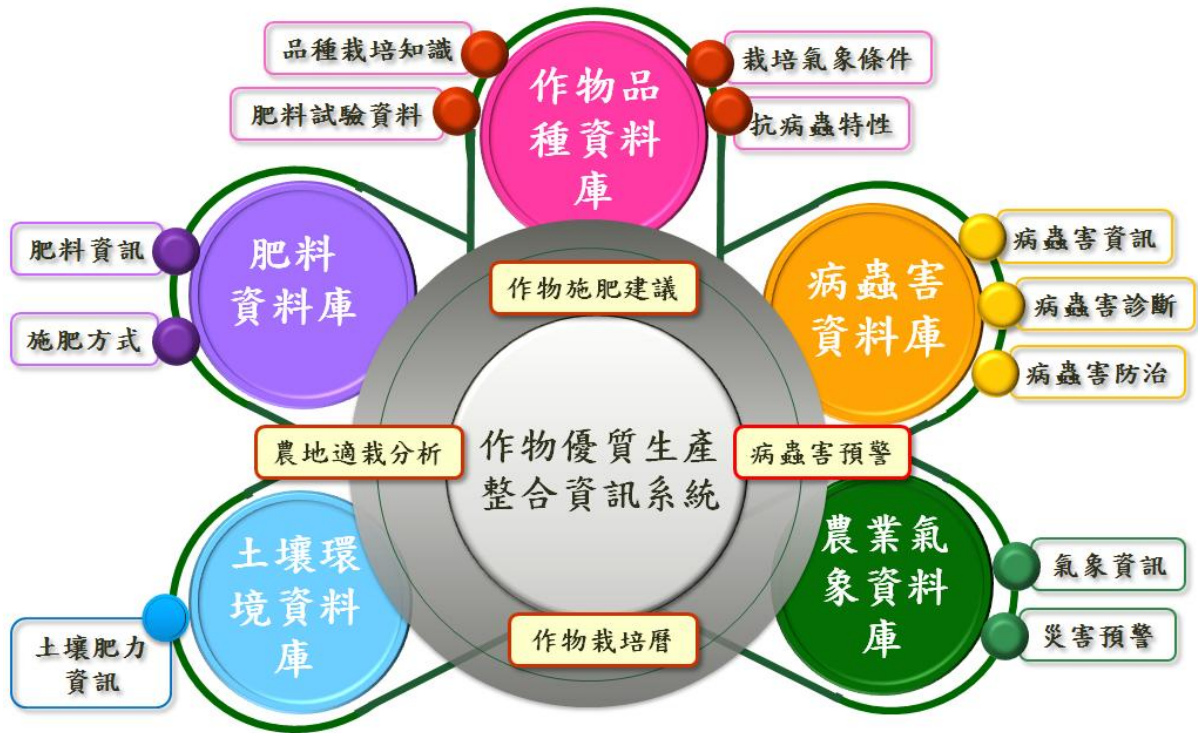 品種栽培知識
肥料試驗資料
作物品
種資料
庫
栽培氣象條件
抗病蟲特性
肥料資訊
施肥方式
肥料
資料庫
病蟲害
資料庫
病蟲害資訊
病蟲害診斷
病蟲害防治
作物施肥建議
農地適栽分析
作物優質生產
整合資訊系統
病蟲害預警
土壤環
境資料
庫
土壤肥力
資訊
作物栽培曆
農業氣
象資料
庫
氣象資訊
災害預警